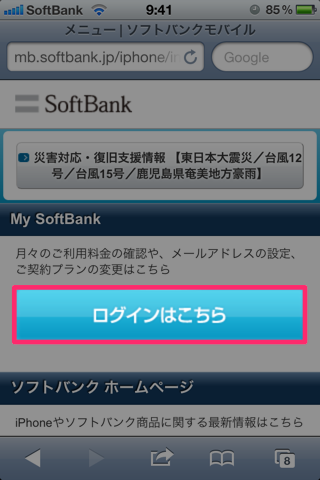 SoftBank 9:41 85%
メニュー | ソフトバンクモバイル
mb.softbank.jp/iphone/ Google
SoftBank
災害対応・復旧支援情報 【東日本大震災／台風12
号／台風15号／鹿児島県奄美地方豪雨】
My SoftBank
月々のご利用料金の確認や、メールアドレスの設定、
ご契約プランの変更はこちら
ログインはこちら
ソフトバンク ホームページ
iPhoneやソフトバンク商品に関する最新情報はこちら
8